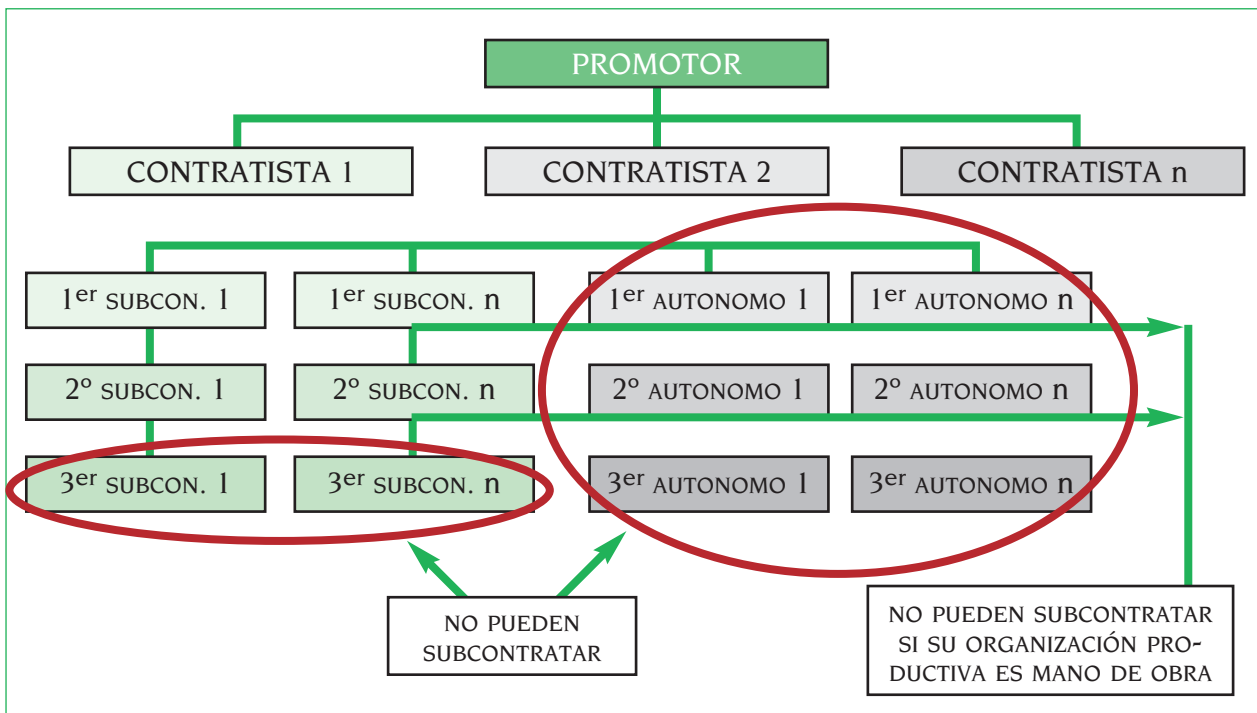 PROMOTOR
CONTRATISTA 1
CONTRATISTA 2
CONTRATISTA n
1er SUBCON. 1
1er SUBCON. n
1er AUTONOMO 1
1er AUTONOMO n
2º SUBCON. 1
2º SUBCON. n
2º AUTONOMO 1
2º AUTONOMO n
3er SUBCON. 1
3er SUBCON. n
3er AUTONOMO 1
3er AUTONOMO n
NO PUEDEN
SUBCONTRATAR
NO PUEDEN SUBCONTRATAR
SI SU ORGANIZACIÓN PRO-
DUCTIVA ES MANO DE OBRA